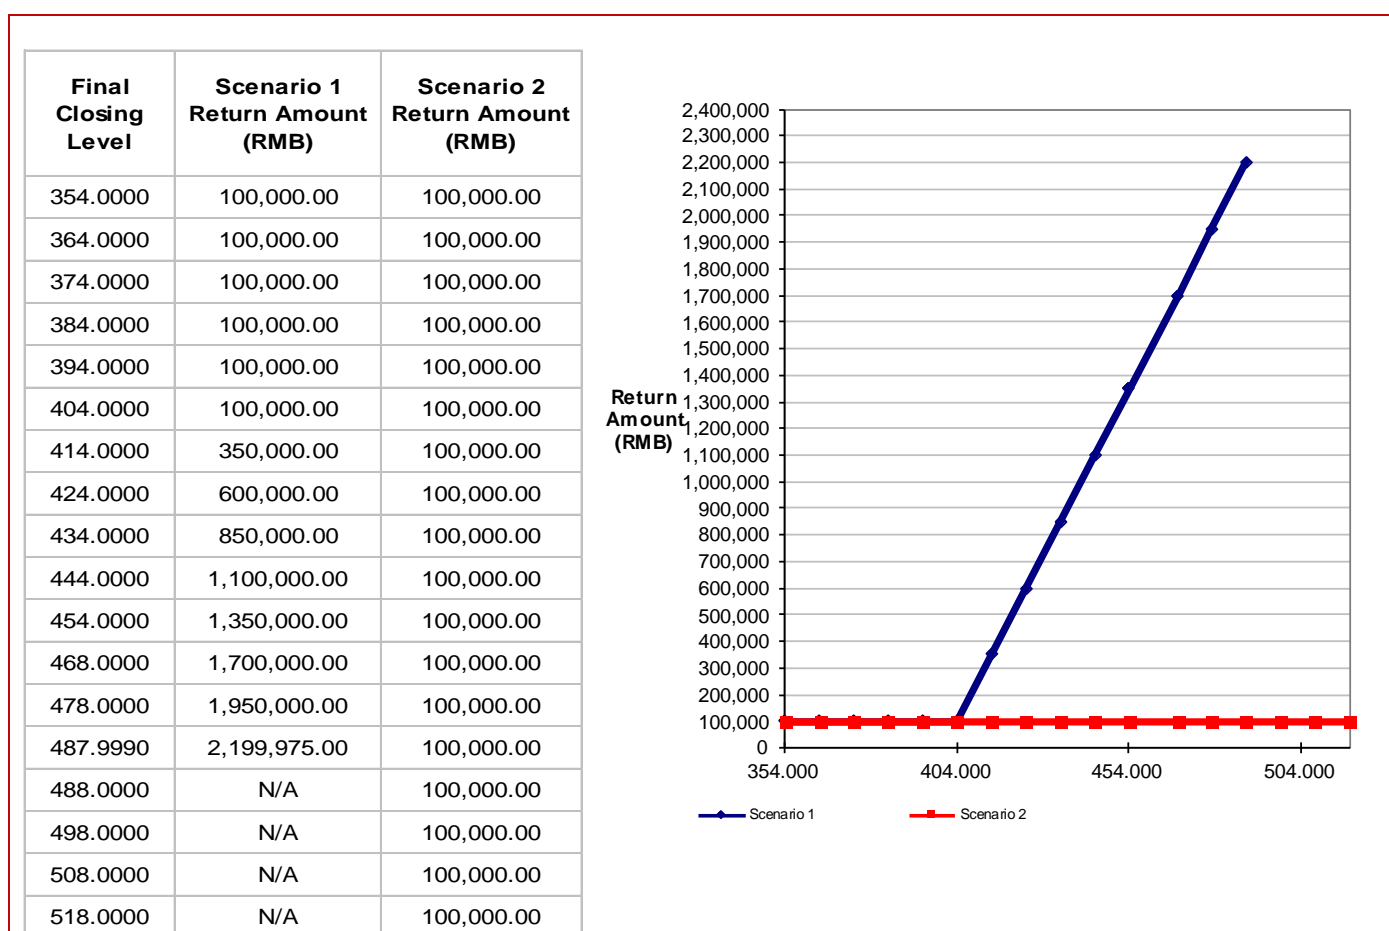 Final Closing Level Scenario 1 Return Amount (RMB) Scenario 2 Return Amount (RMB)
354.0000 100,000.00 100,000.00
364.0000 100,000.00 100,000.00
374.0000 100,000.00 100,000.00
384.0000 100,000.00 100,000.00
394.0000 100,000.00 100,000.00
404.0000 100,000.00 100,000.00
414.0000 350,000.00 100,000.00
424.0000 600,000.00 100,000.00
434.0000 850,000.00 100,000.00
444.0000 1,100,000.00 100,000.00
454.0000 1,350,000.00 100,000.00
468.0000 1,700,000.00 100,000.00
478.0000 1,950,000.00 100,000.00
487.9990 2,199,975.00 100,000.00
488.0000 N/A 100,000.00
498.0000 N/A 100,000.00
508.0000 N/A 100,000.00
518.0000 N/A 100,000.00
Return
Amount
(RMB)
2,400,000
2,300,000
2,200,000
2,100,000
2,000,000
1,900,000
1,800,000
1,700,000
1,600,000
1,500,000
1,400,000
1,300,000
1,200,000
1,100,000
1,000,000
900,000
800,000
700,000
600,000
500,000
400,000
300,000
200,000
100,000
0
354.000 404.000 454.000 504.000
Scenario 1 Scenario 2